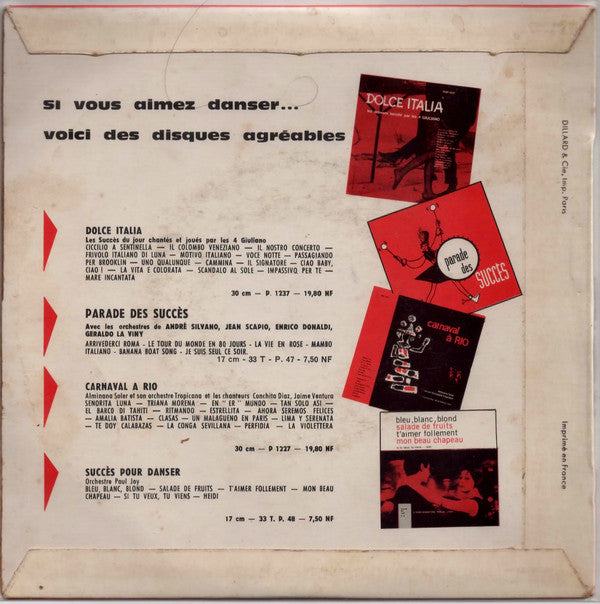 si vous aimez danser...
voici des disques agréables
DOLCE ITALIA
Les Succès du jour chantés et joués par les 4 Giuliano
CICCILIO A SENTINELLA — IL COLOMBO VENEZIANO — IL NOSTRO CONCERTO —
FRIVOLO ITALIANO DI LUNA — MOTIVO ITALIANO — VOCE NOTTE — PASSAGIANDO
PER BROOKLIN — UNO QUALUNQUE — CAMMINA — IL SIGNATORE — CIAO BABY,
CIAO ! — LA VITA E COLORATA — SCANDALO AL SOLE — IMPASSIVO PER TE —
MARE INCANTATA
30 cm — P 1237 — 19,80 NF
PARADE DES SUCCÈS
Avec les orchestres de ANDRÉ SILVANO, JEAN SCAPIO, ENRICO DONALDI,
GERALDO LA VINY
ARRIVEDERCI ROMA - LE TOUR DU MONDE EN 80 JOURS - LA VIE EN ROSE - MAMBO
ITALIANO - BANANA BOAT SONG - JE SUIS SEUL CE SOIR.
17 cm - 33 T - P. 47 - 7,50 NF
CARNAVAL A RIO
Alminana Soler et son orchestre Tropicana et les chanteurs Conchita Diaz, Jaime Ventura
SENORITA LUNA — TRIANA MORENA — EN " ER " MUNDO — TAN SOLO ASI —
EL BARCO DI TAHITI — RITMANDO — ESTRELLITA — AHORA SEREMOS FELICES
— AMALIA BATISTA — CLASAS — UN MALAGUENO EN PARIS — LIMA Y SERENATA
— TE DOY CALABAZAS — LA CONGA SEVILLANA — PERFIDIA — LA VIOLETTERA
30 cm — P 1227 — 19,80 NF
SUCCÈS POUR DANSER
Orchestre Paul Joy
BLEU, BLANC, BLOND — SALADE DE FRUITS — T'AIMER FOLLEMENT — MON BEAU
CHAPEAU — SI TU VEUX, TU VIENS — HEIDI
17 cm — 33 T. P. 48 — 7,50 NF
DOLCE ITALIA
parade
des
SUCCÈS
carnaval
à RIO
bleu, blanc, blond
salade de fruits
t'aimer follement
mon beau chapeau
DILLARD & Cie, Imp. Paris
Imprimé en France